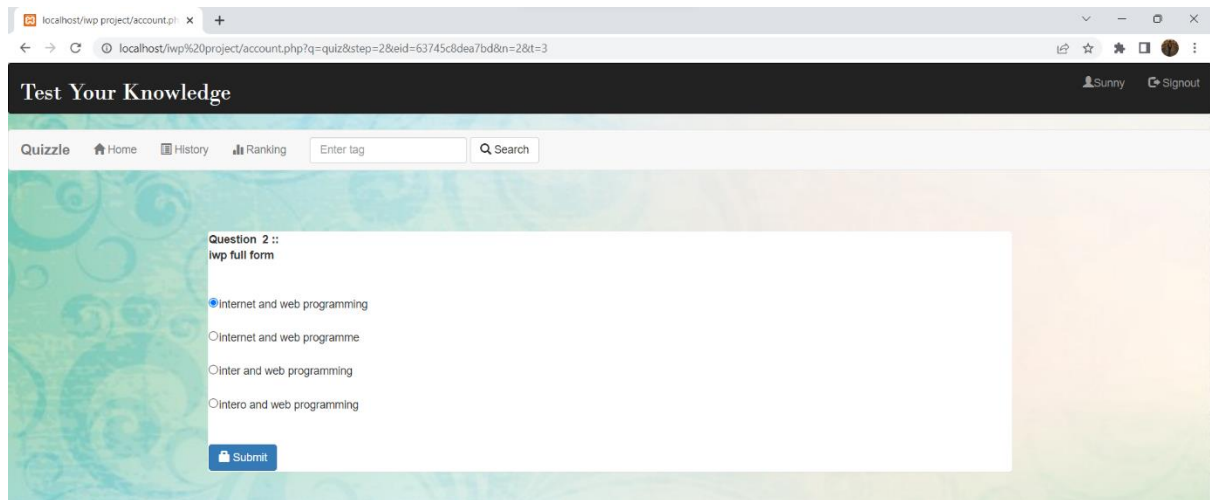 localhost/iwp project/account.ph
localhost/iwp%20project/account.php?q=quiz&step=2&eid=63745c8dea7bd&n=2&t=3
Test Your Knowledge
Sunny Signout
Quizzle Home History Ranking Enter tag Search
Question 2 ::
iwp full form
internet and web programming
internet and web programme
inter and web programming
intero and web programming
Submit